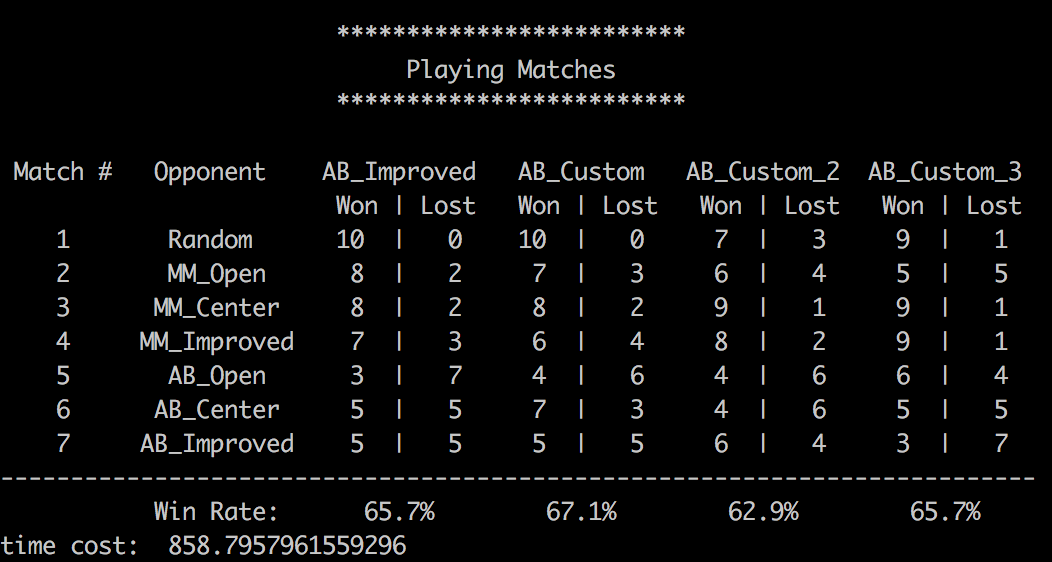 **************************
Playing Matches
**************************
Match #   Opponent    AB_Improved   AB_Custom   AB_Custom_2  AB_Custom_3
Won | Lost   Won | Lost   Won | Lost   Won | Lost
1       Random      10  |   0    10  |   0     7  |   3     9  |   1
2       MM_Open      8  |   2     7  |   3     6  |   4     5  |   5
3      MM_Center     8  |   2     8  |   2     9  |   1     9  |   1
4     MM_Improved    7  |   3     6  |   4     8  |   2     9  |   1
5       AB_Open      3  |   7     4  |   6     4  |   6     6  |   4
6      AB_Center     5  |   5     7  |   3     4  |   6     5  |   5
7     AB_Improved    5  |   5     5  |   5     6  |   4     3  |   7
--------------------------------------------------------------------------
Win Rate:      65.7%        67.1%        62.9%        65.7%
time cost:  858.7957961559296